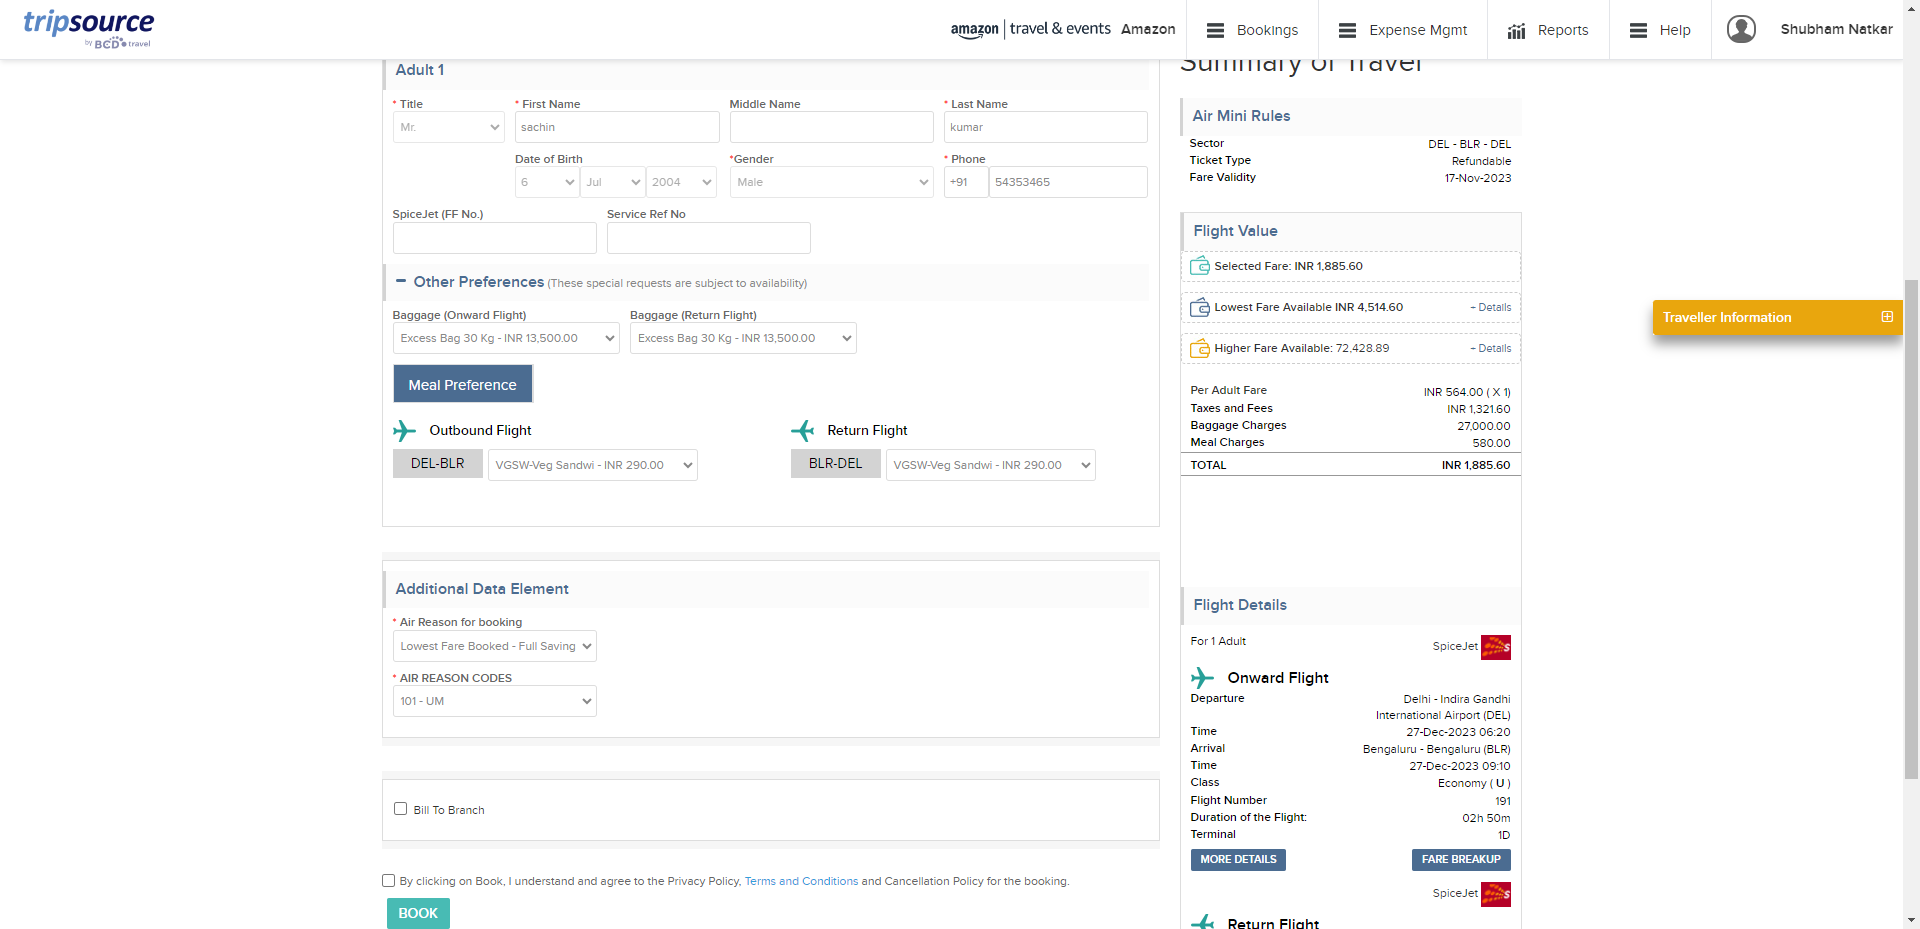 tripsource
by BCD travel
amazon | travel & events Amazon
Bookings
Expense Mgmt
Reports
Help
Shubham Natkar
Adult 1
* Title
* First Name
Middle Name
* Last Name
Mr.
sachin
kumar
Date of Birth
*Gender
* Phone
6
Jul
2004
Male
+91
54353465
SpiceJet (FF No.)
Service Ref No
Other Preferences (These special requests are subject to availability)
Baggage (Onward Flight)
Baggage (Return Flight)
Excess Bag 30 Kg - INR 13,500.00
Excess Bag 30 Kg - INR 13,500.00
Meal Preference
Outbound Flight
Return Flight
DEL-BLR
VGSW-Veg Sandwi - INR 290.00
BLR-DEL
VGSW-Veg Sandwi - INR 290.00
Additional Data Element
* Air Reason for booking
Lowest Fare Booked - Full Saving
* AIR REASON CODES
101 - UM
Bill To Branch
By clicking on Book, I understand and agree to the Privacy Policy, Terms and Conditions and Cancellation Policy for the booking.
BOOK
Summary of Travel
Air Mini Rules
Sector DEL - BLR - DEL
Ticket Type Refundable
Fare Validity 17-Nov-2023
Flight Value
Selected Fare: INR 1,885.60
Lowest Fare Available INR 4,514.60 + Details
Higher Fare Available: 72,428.89 + Details
Per Adult Fare INR 564.00 ( X 1)
Taxes and Fees INR 1,321.60
Baggage Charges 27,000.00
Meal Charges 580.00
TOTAL INR 1,885.60
Flight Details
For 1 Adult SpiceJet
Onward Flight
Departure Delhi - Indira Gandhi
International Airport (DEL)
Time 27-Dec-2023 06:20
Arrival Bengaluru - Bengaluru (BLR)
Time 27-Dec-2023 09:10
Class Economy ( U )
Flight Number 191
Duration of the Flight: 02h 50m
Terminal 1D
MORE DETAILS
FARE BREAKUP
SpiceJet
Return Flight
Traveller Information